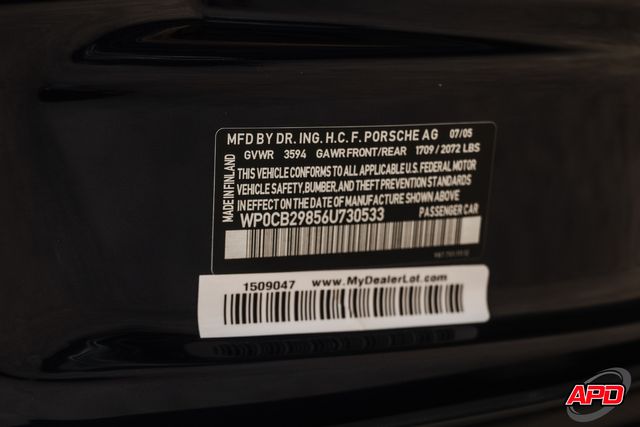 MFD BY DR. ING. H.C. F. PORSCHE AG 07/05
GVWR 3594 GAWR FRONT/REAR 1709 / 2072 LBS
MADE IN FINLAND
THIS VEHICLE CONFORMS TO ALL APPLICABLE U.S. FEDERAL MOTOR
VEHICLE SAFETY, BUMPER, AND THEFT PREVENTION STANDARDS
IN EFFECT ON THE DATE OF MANUFACTURE SHOWN ABOVE
WP0CB29856U730533 PASSENGER CAR
1509047 www.MyDealerLot.com
APD